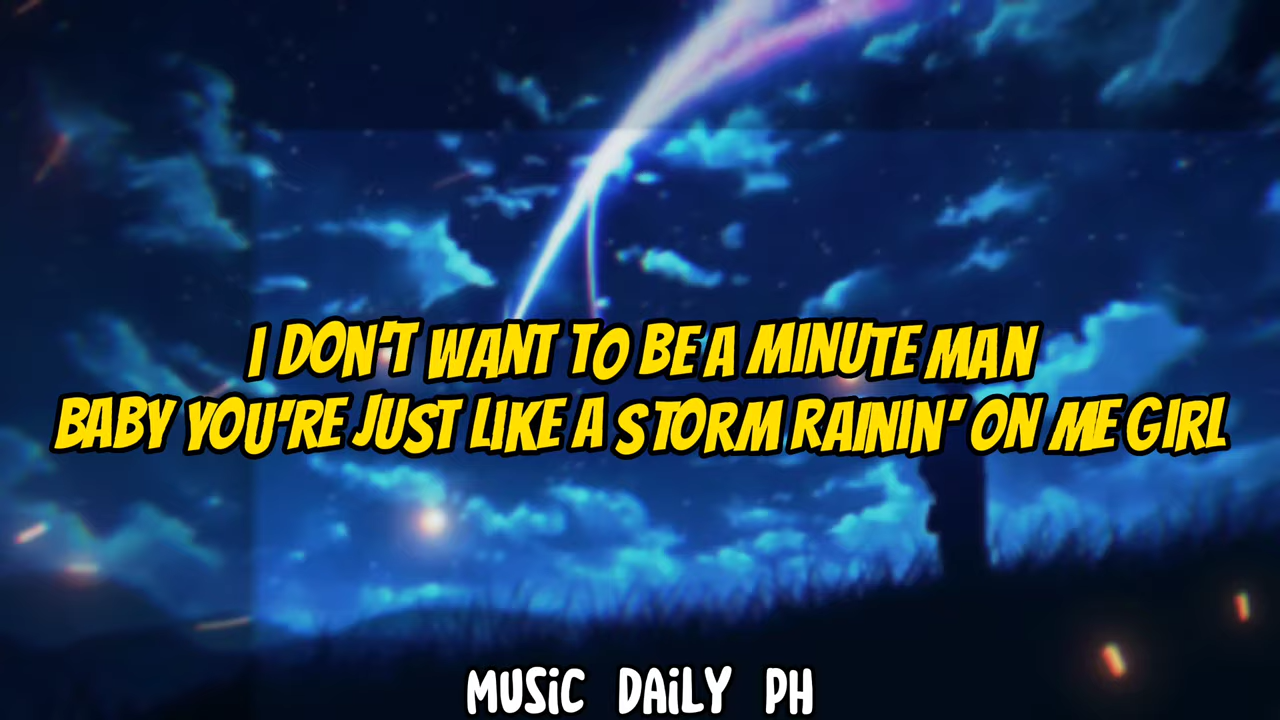 I DON'T WANT TO BE A MINUTE MAN
BABY YOU'RE JUST LIKE A STORM RAININ' ON ME GIRL
MUSiC DAiLY PH